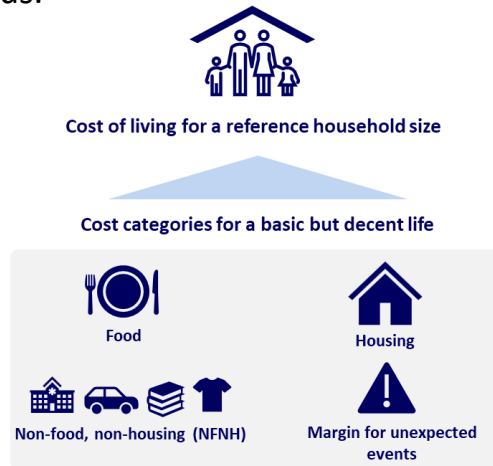 Cost of living for a reference household size
Cost categories for a basic but decent life
Food
Housing
Non-food, non-housing (NFNH)
Margin for unexpected
events